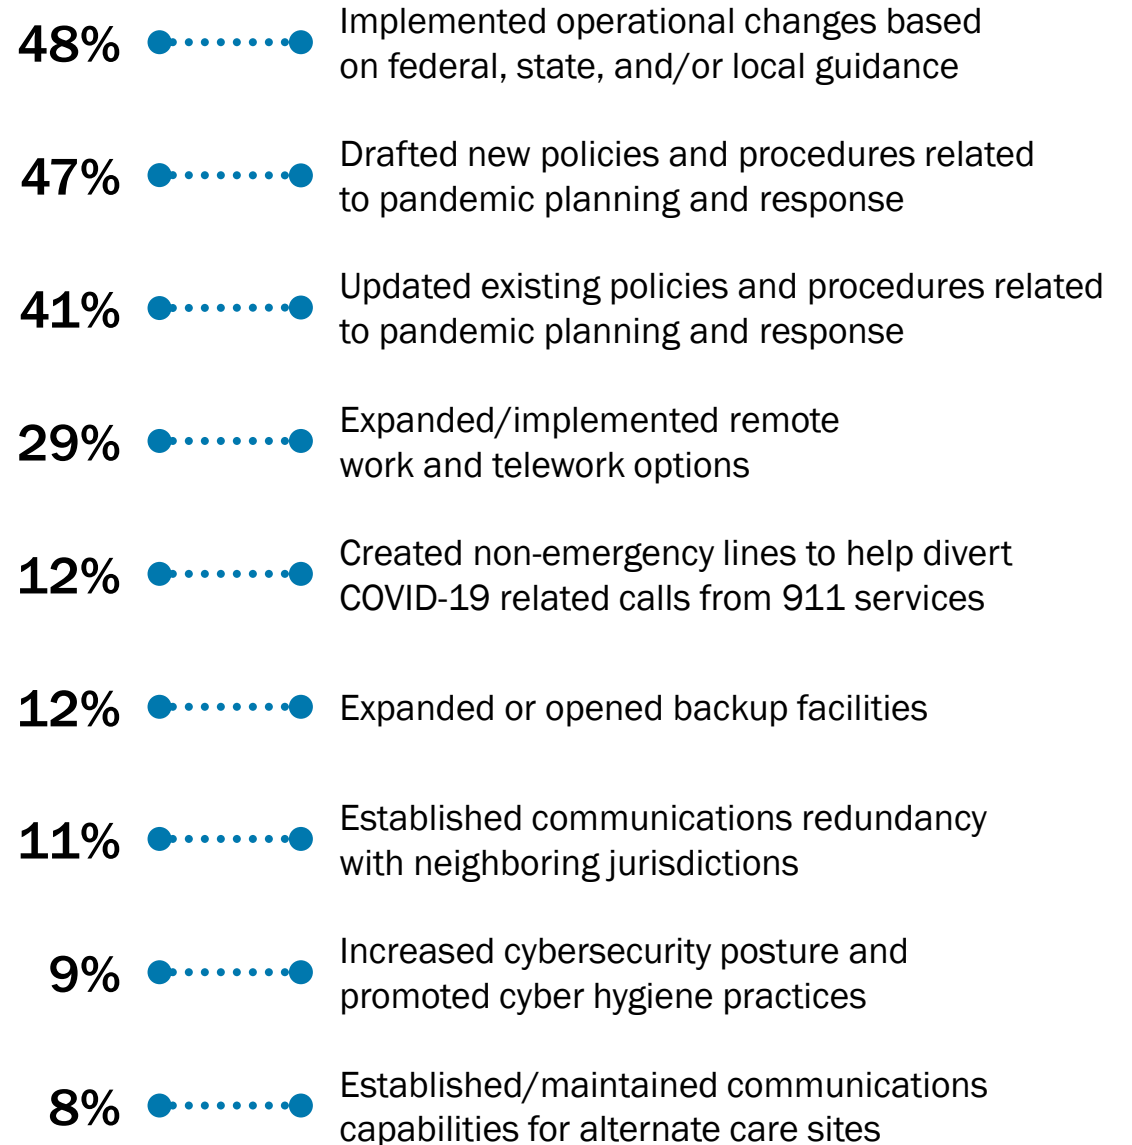 48%
Implemented operational changes based
on federal, state, and/or local guidance
47%
Drafted new policies and procedures related
to pandemic planning and response
41%
Updated existing policies and procedures related
to pandemic planning and response
29%
Expanded/implemented remote
work and telework options
12%
Created non-emergency lines to help divert
COVID-19 related calls from 911 services
12%
Expanded or opened backup facilities
11%
Established communications redundancy
with neighboring jurisdictions
9%
Increased cybersecurity posture and
promoted cyber hygiene practices
8%
Established/maintained communications
capabilities for alternate care sites